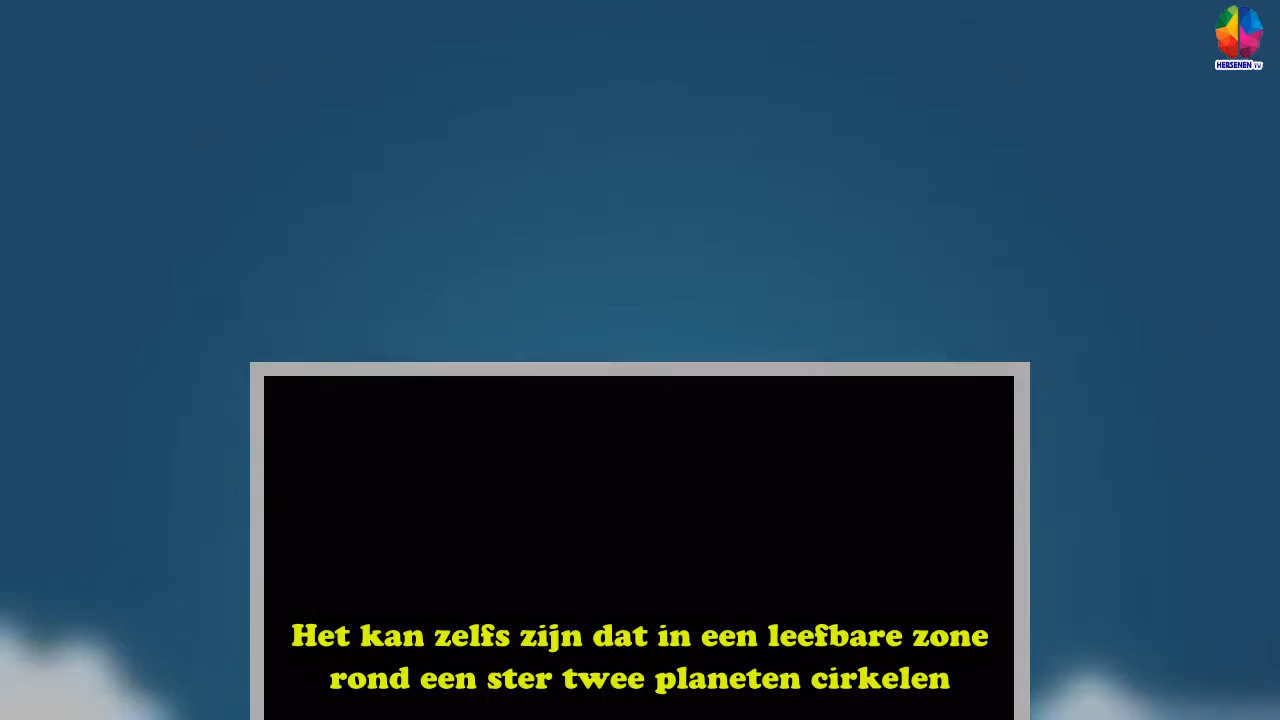 HERSENEN TV
Het kan zelfs zijn dat in een leefbare zone
rond een ster twee planeten cirkelen